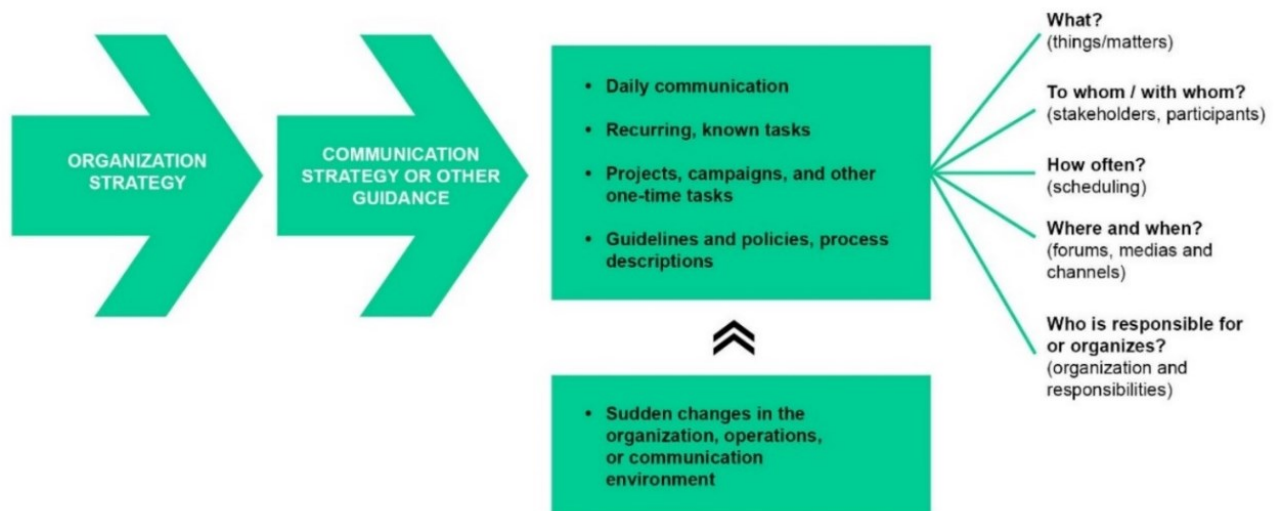 ORGANIZATION
STRATEGY
COMMUNICATION
STRATEGY OR OTHER
GUIDANCE
• Daily communication
• Recurring, known tasks
• Projects, campaigns, and other
one-time tasks
• Guidelines and policies, process
descriptions
• Sudden changes in the
organization, operations,
or communication
environment
What?
(things/matters)
To whom / with whom?
(stakeholders, participants)
How often?
(scheduling)
Where and when?
(forums, medias and
channels)
Who is responsible for
or organizes?
(organization and
responsibilities)